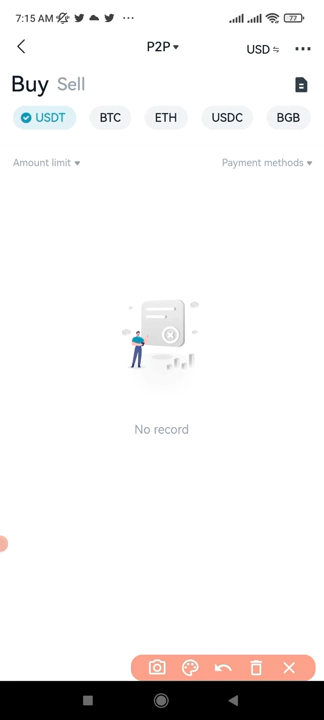 7:15 AM ... 77
P2P
USD
Buy Sell
USDT BTC ETH USDC BGB
Amount limit Payment methods
No record